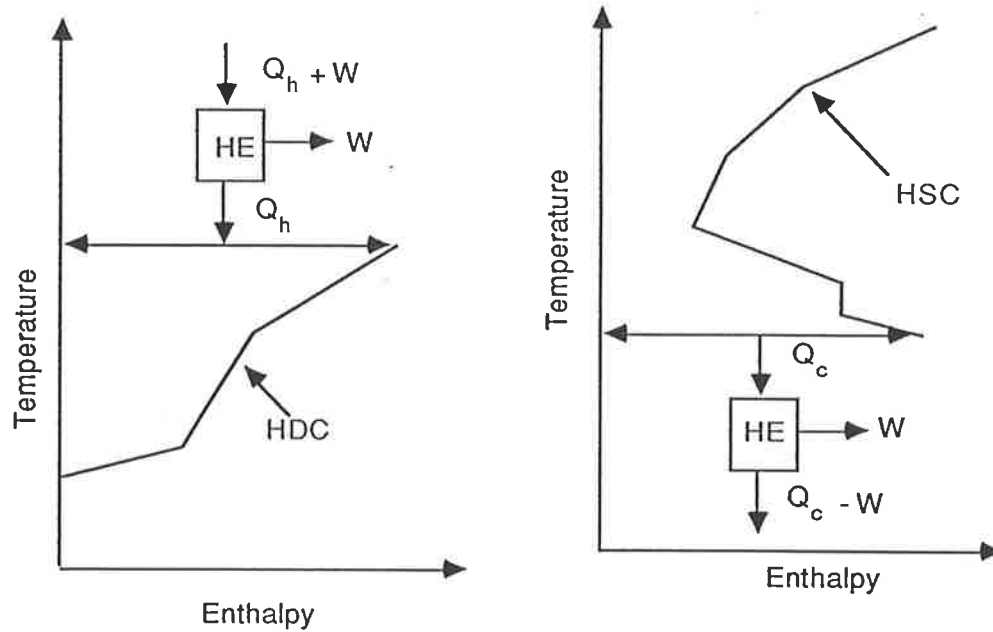 Temperature
Q_h + W
HE
W
Q_h
HDC
Enthalpy
Temperature
HSC
Q_c
HE
W
Q_c - W
Enthalpy